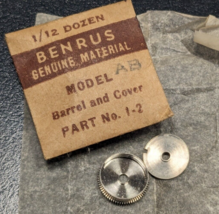 1/12 DOZEN
BENRUS
GENUINE MATERIAL
MODEL AB
Barrel and Cover
PART No. 1-2